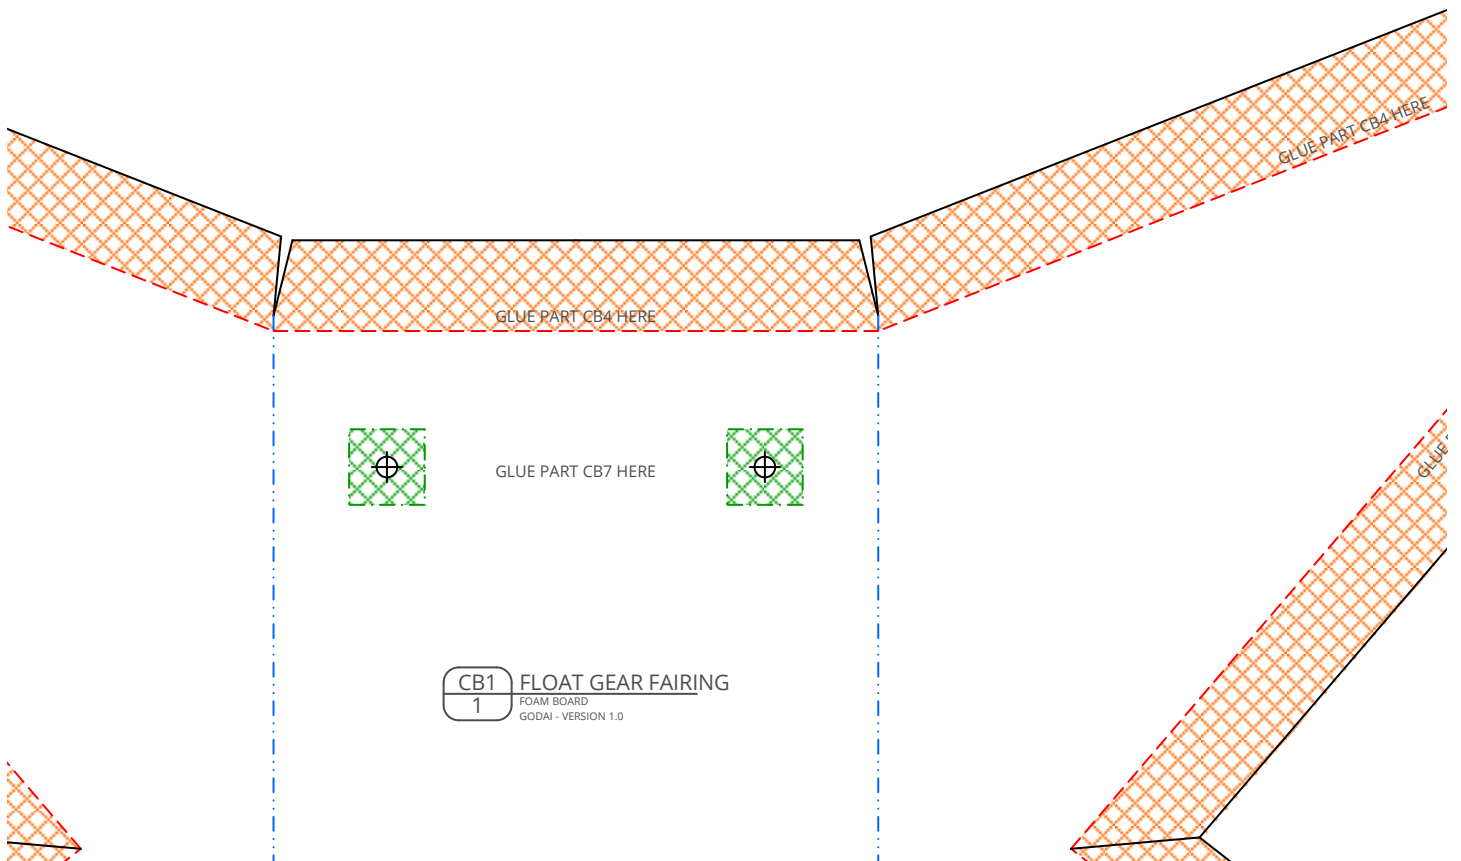 GLUE PART CB4 HERE
GLUE PART CB4 HERE
GLUE PART CB7 HERE
GLUE
CB1
1
FLOAT GEAR FAIRING
FOAM BOARD
GODAI - VERSION 1.0